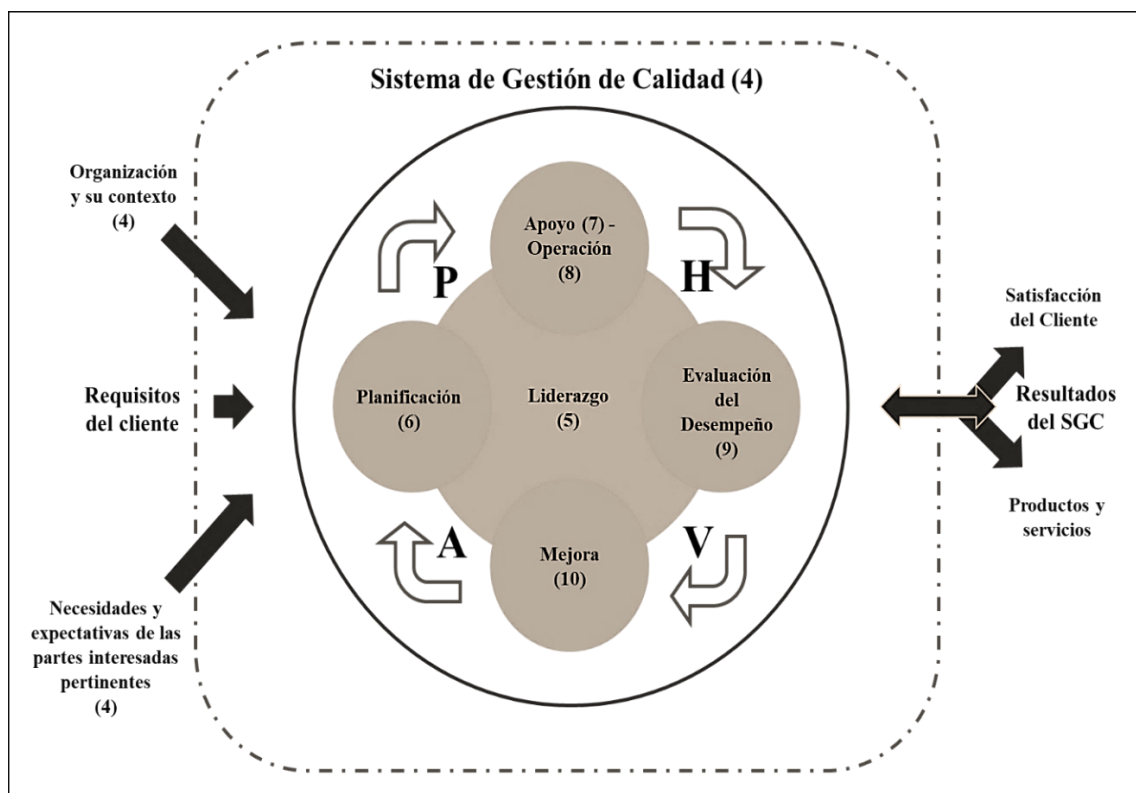 Sistema de Gestión de Calidad (4)
Organización
y su contexto
(4)
Requisitos
del cliente
Necesidades y
expectativas de las
partes interesadas
pertinentes
(4)
P
Apoyo (7) -
Operación
(8)
H
Planificación
(6)
Liderazgo
(5)
Evaluación
del
Desempeño
(9)
A
Mejora
(10)
V
Satisfacción
del Cliente
Resultados
del SGC
Productos y
servicios